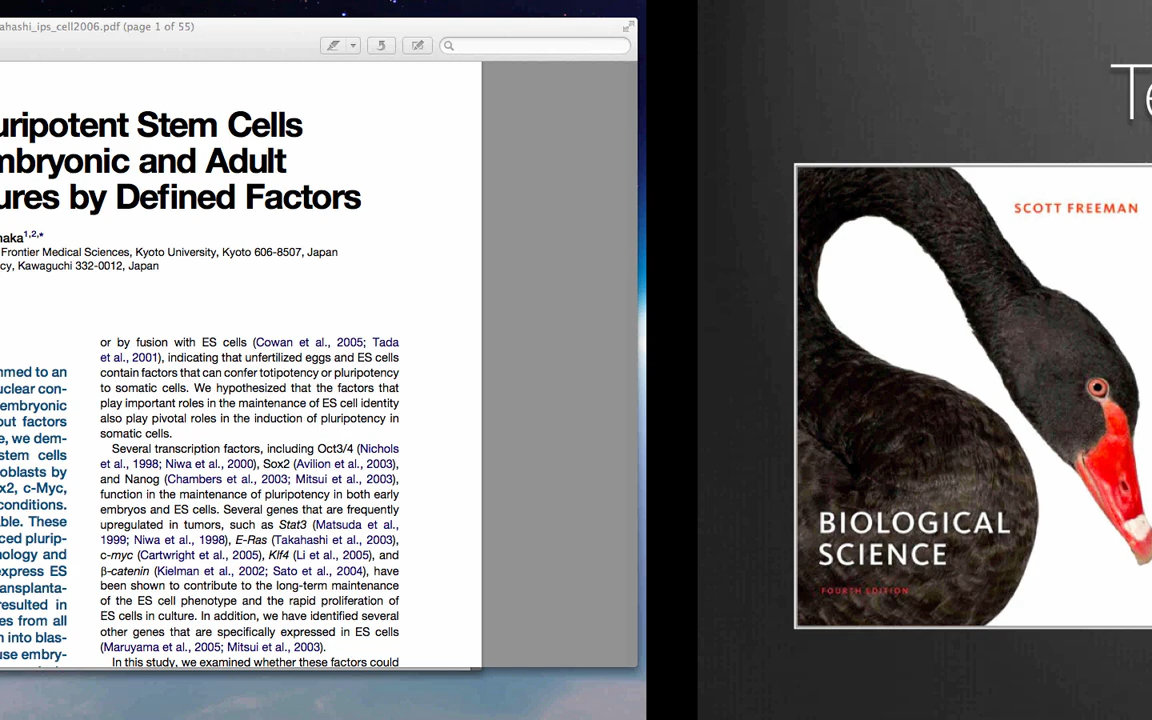 ahashi_ips_cell2006.pdf (page 1 of 55)
uripotent Stem Cells
mbryonic and Adult
ures by Defined Factors
naka1,2,*
Frontier Medical Sciences, Kyoto University, Kyoto 606-8507, Japan
cy, Kawaguchi 332-0012, Japan
nmed to an
uclear con-
embryonic
out factors
e, we dem-
stem cells
oblasts by
x2, c-Myc,
conditions.
able. These
ced plurip-
nology and
express ES
ansplanta-
resulted in
es from all
n into blas-
use embry-
or by fusion with ES cells (Cowan et al., 2005; Tada
et al., 2001), indicating that unfertilized eggs and ES cells
contain factors that can confer totipotency or pluripotency
to somatic cells. We hypothesized that the factors that
play important roles in the maintenance of ES cell identity
also play pivotal roles in the induction of pluripotency in
somatic cells.
Several transcription factors, including Oct3/4 (Nichols
et al., 1998; Niwa et al., 2000), Sox2 (Avilion et al., 2003),
and Nanog (Chambers et al., 2003; Mitsui et al., 2003),
function in the maintenance of pluripotency in both early
embryos and ES cells. Several genes that are frequently
upregulated in tumors, such as Stat3 (Matsuda et al.,
1999; Niwa et al., 1998), E-Ras (Takahashi et al., 2003),
c-myc (Cartwright et al., 2005), Klf4 (Li et al., 2005), and
β-catenin (Kielman et al., 2002; Sato et al., 2004), have
been shown to contribute to the long-term maintenance
of the ES cell phenotype and the rapid proliferation of
ES cells in culture. In addition, we have identified several
other genes that are specifically expressed in ES cells
(Maruyama et al., 2005; Mitsui et al., 2003).
In this study, we examined whether these factors could
Te
SCOTT FREEMAN
BIOLOGICAL
SCIENCE
FOURTH EDITION